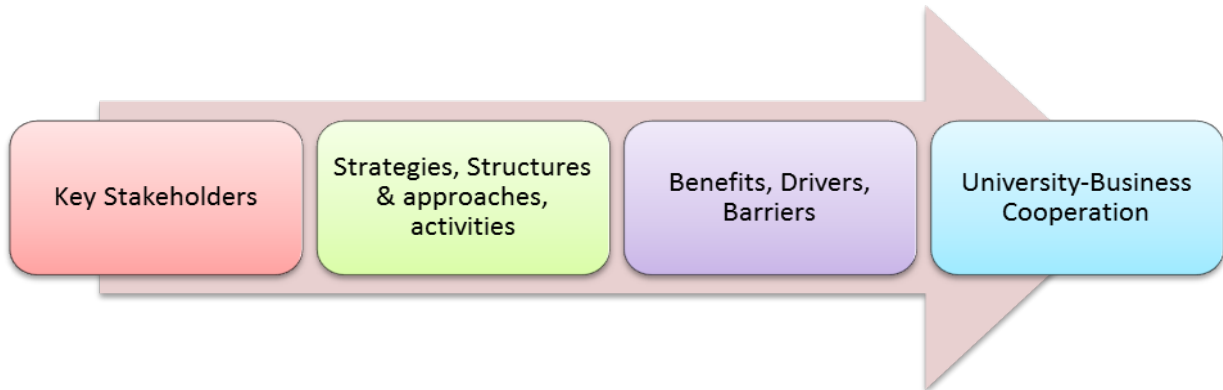 Key Stakeholders
Strategies, Structures
& approaches,
activities
Benefits, Drivers,
Barriers
University-Business
Cooperation